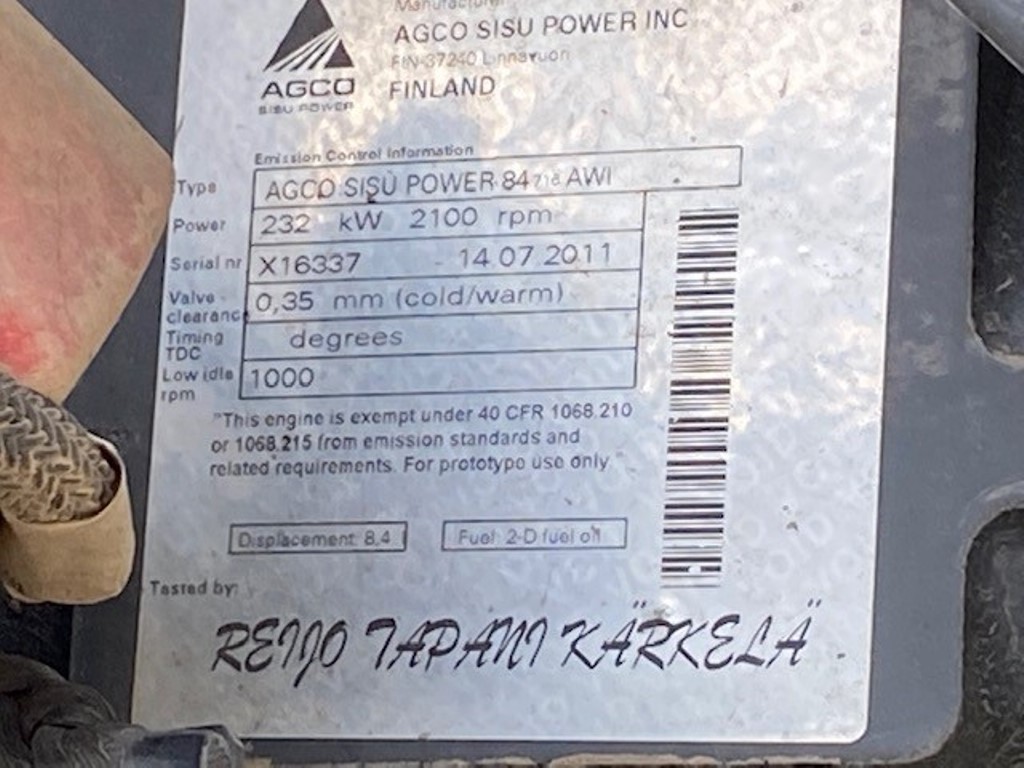 Manufacturer
AGCO SISU POWER INC
FIN-37240 Linnavuori
FINLAND
AGCO
SISU POWER
Emission Control Information
Type AGCO SISU POWER 84 AWI
Power 232 kW 2100 rpm
Serial nr X16337 14.07.2011
Valve clearance 0,35 mm (cold/warm)
Timing TDC degrees
Low idle rpm 1000
"This engine is exempt under 40 CFR 1068.210
or 1068.215 from emission standards and
related requirements. For prototype use only
Displacement: 8,4 Fuel: 2-D fuel oil
Tested by:
REIJO TAPANI KÄRKELÄ